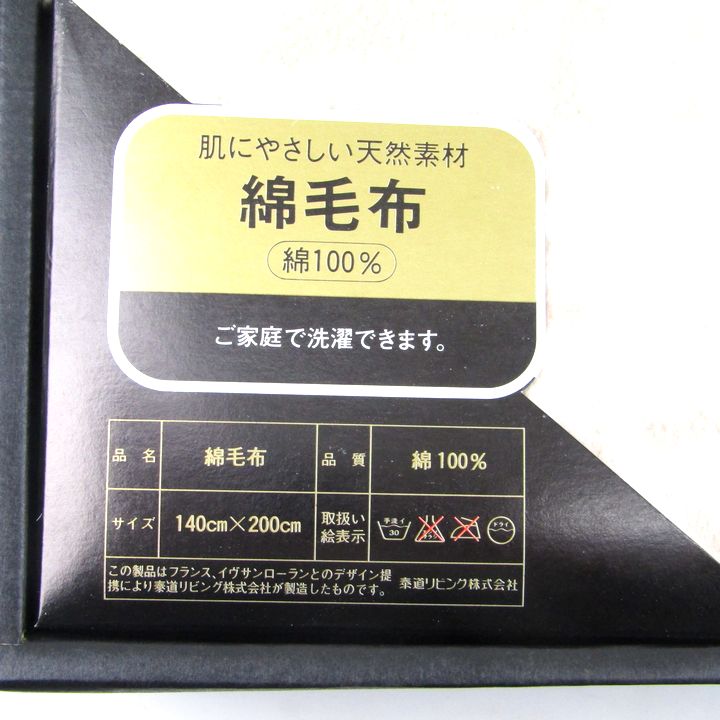 肌にやさしい天然素材
綿毛布
綿100%
ご家庭で洗濯できます。
品名 綿毛布 品質 綿100%
サイズ 140cm×200cm 取扱い絵表示 手洗イ 30 ドライ
この製品はフランス、イヴサンローランとのデザイン提
携により泰道リビング株式会社が製造したものです。 泰道リビング株式会社